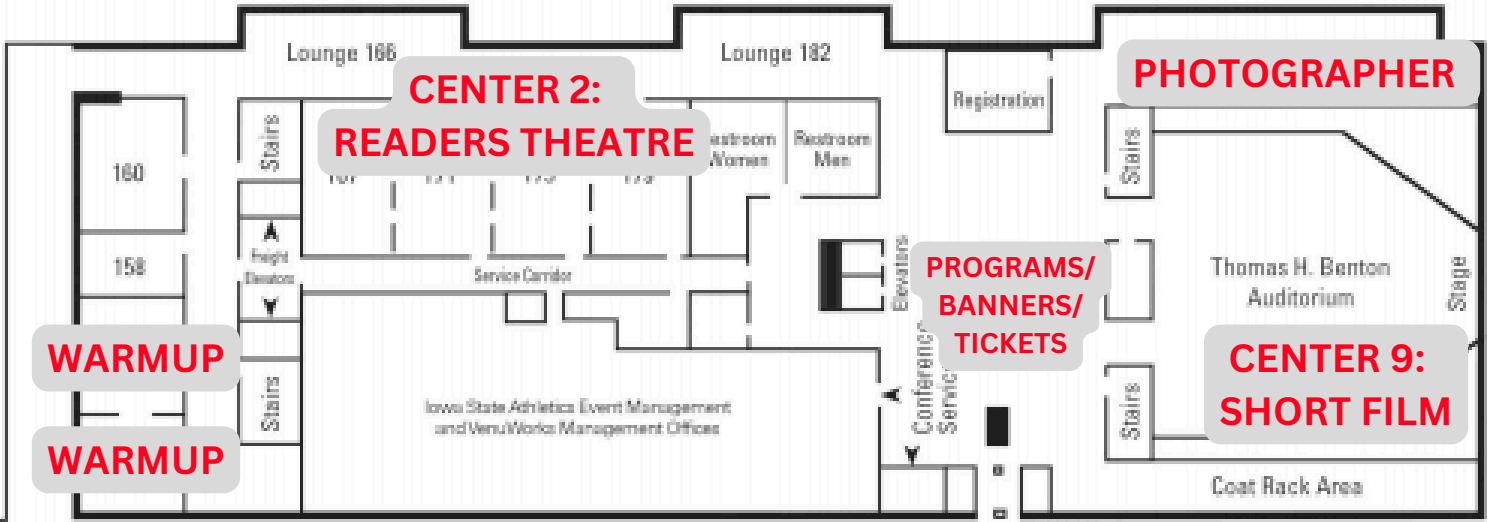 Lounge 166
Lounge 182
CENTER 2:
READERS THEATRE
PHOTOGRAPHER
Registration
Stairs
Restroom
Men
Women
Stairs
160
158
Freight
Elevators
Service Corridor
Elevators
PROGRAMS/
BANNERS/
TICKETS
Thomas H. Benton
Auditorium
Stage
WARMUP
WARMUP
Stairs
Iowa State Athletics Event Management
and VenuWorks Management Offices
Conference
Stairs
CENTER 9:
SHORT FILM
Coat Rack Area